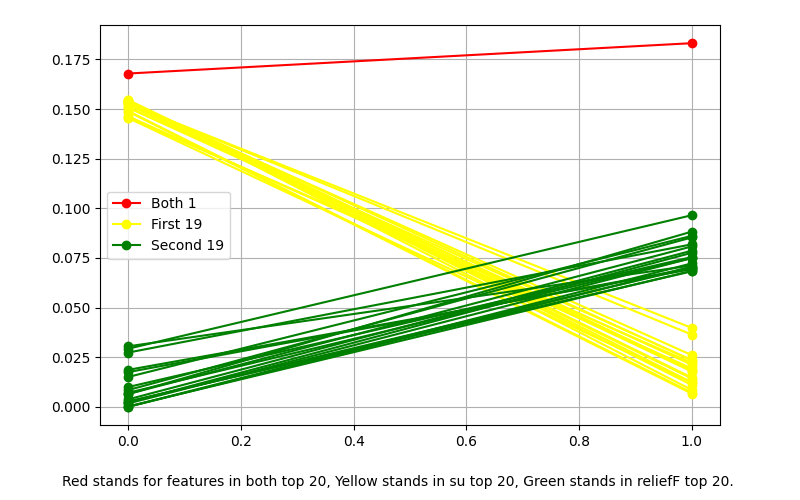 0.175
0.150
0.125
0.100
0.075
0.050
0.025
0.000
Both 1
First 19
Second 19
0.0 0.2 0.4 0.6 0.8 1.0
Red stands for features in both top 20, Yellow stands in su top 20, Green stands in reliefF top 20.